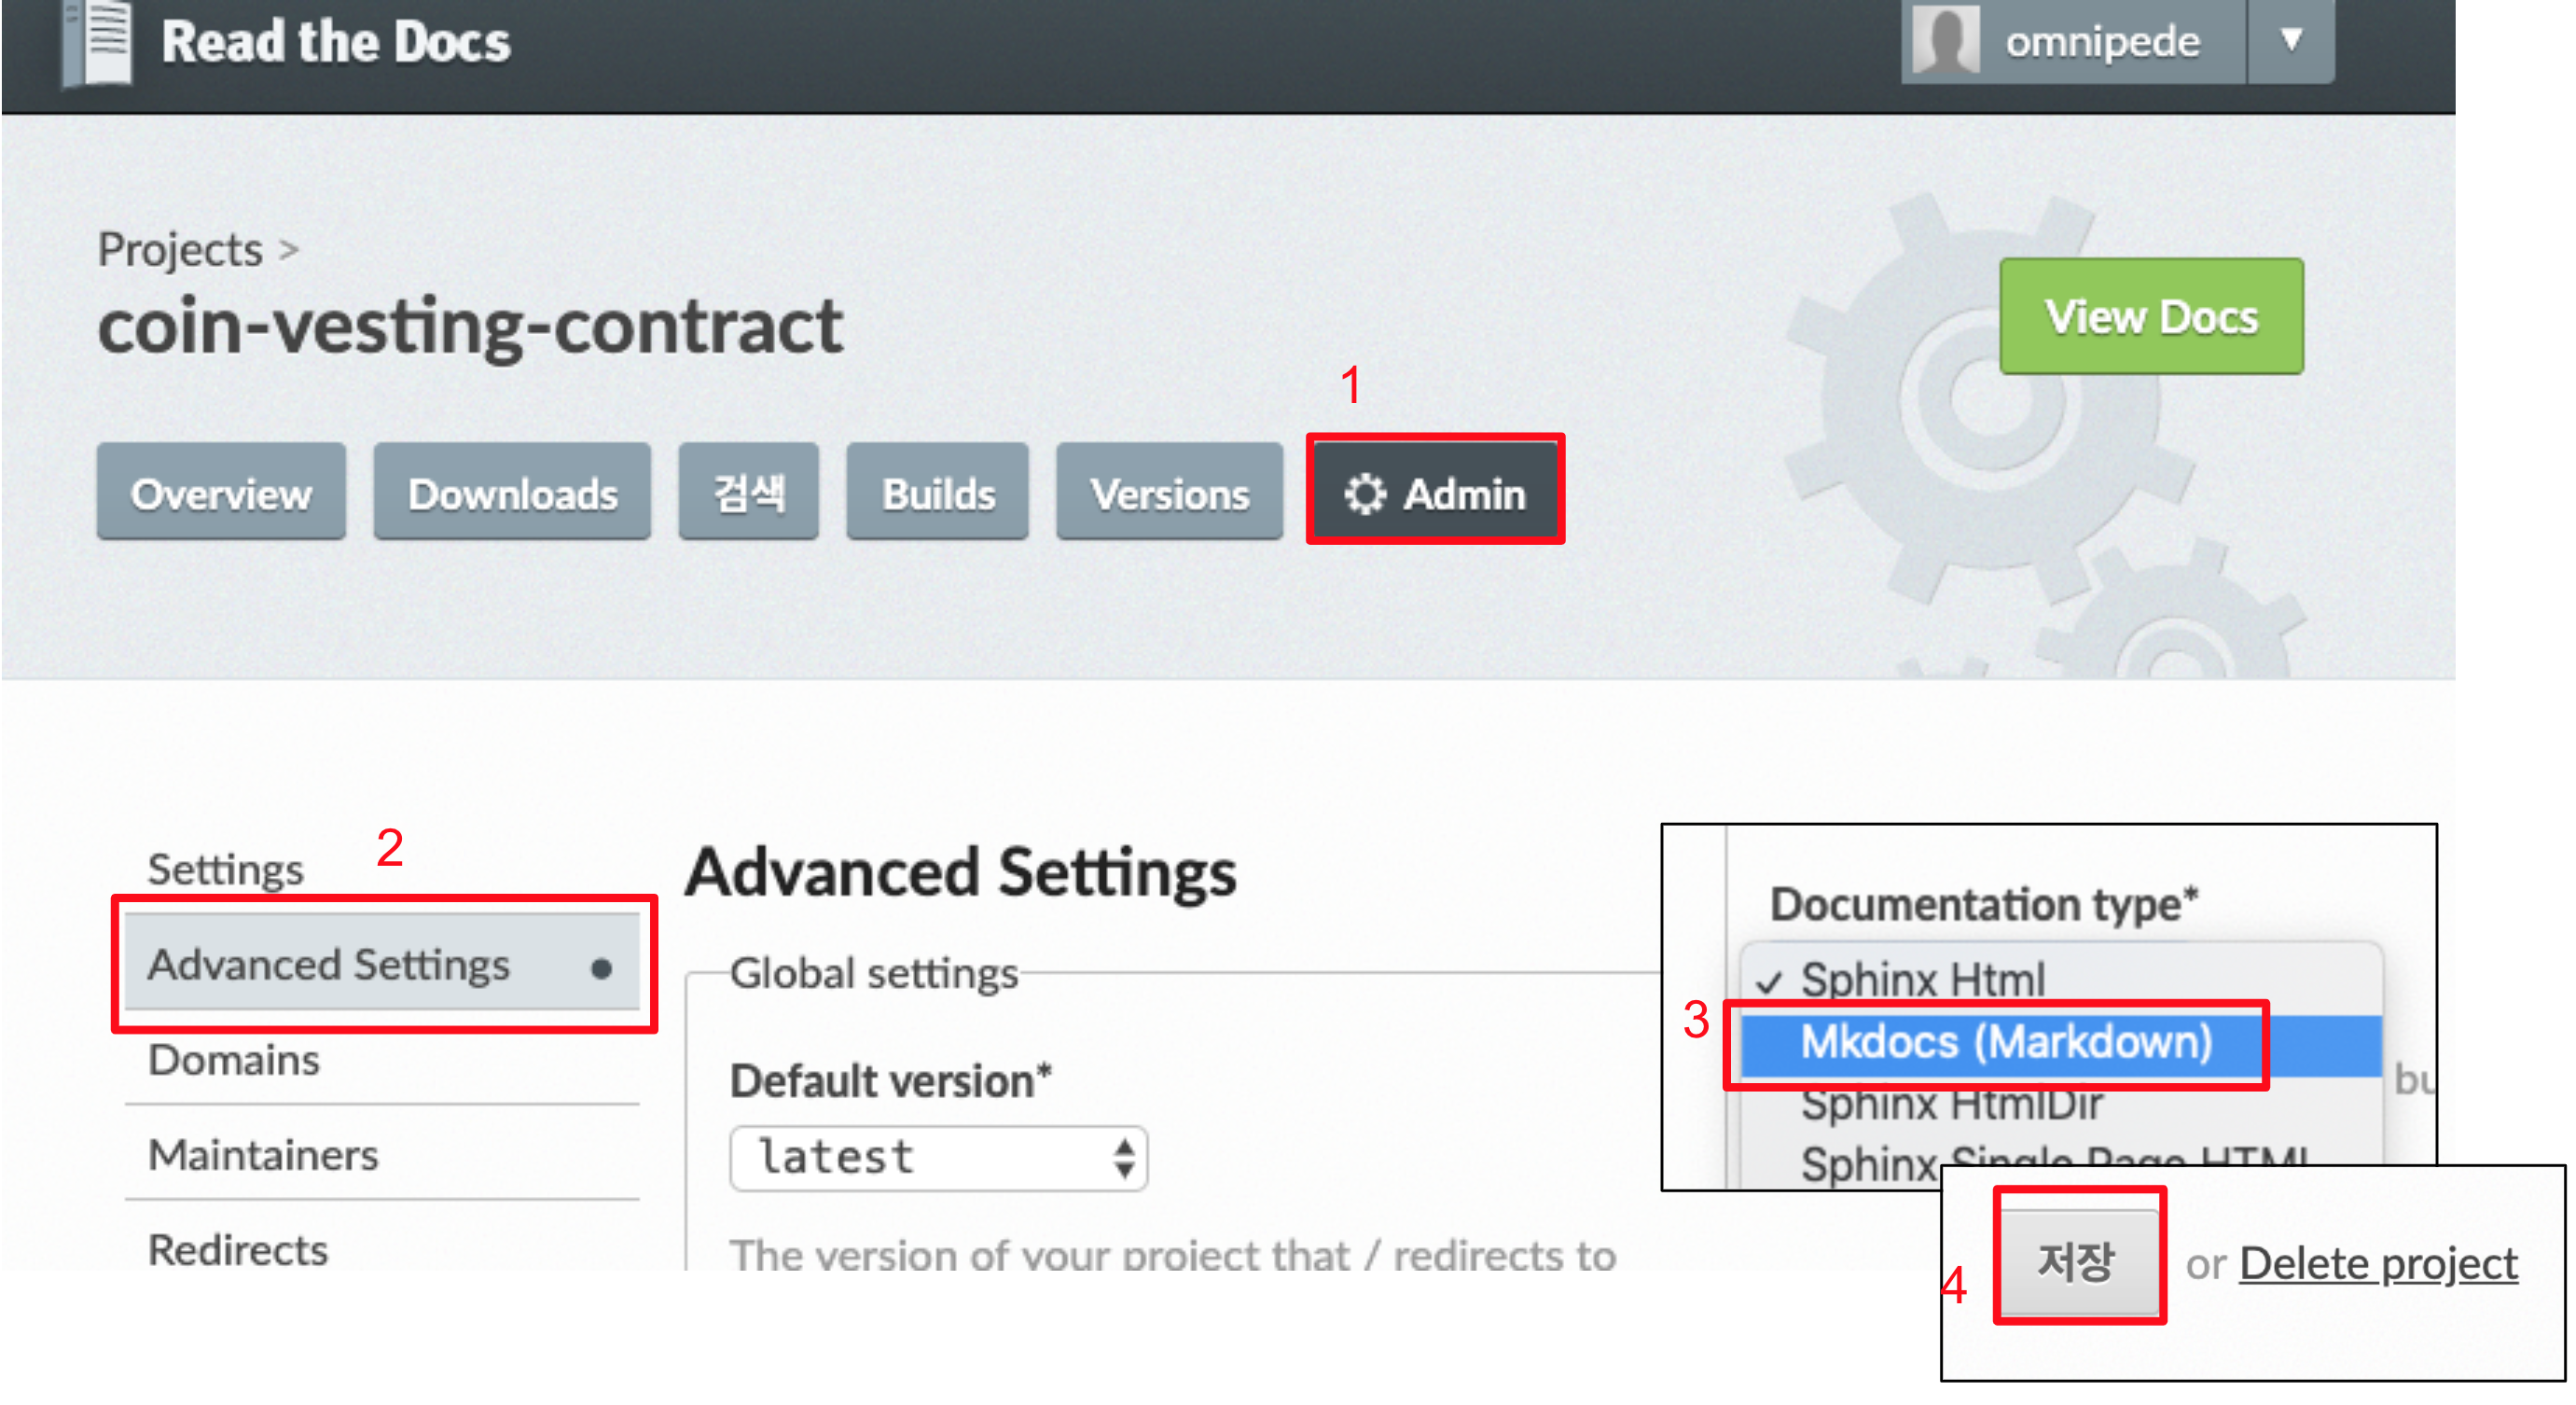 Read the Docs
omnipede
Projects >
coin-vesting-contract
View Docs
1
Overview
Downloads
검색
Builds
Versions
Admin
Settings
2
Advanced Settings
Domains
Maintainers
Redirects
Advanced Settings
Global settings
Default version*
latest
The version of your project that / redirects to
Documentation type*
✓ Sphinx Html
3
Mkdocs (Markdown)
Sphinx HtmlDir
bu
Sphinx Single Page HTML
4
저장 or Delete project